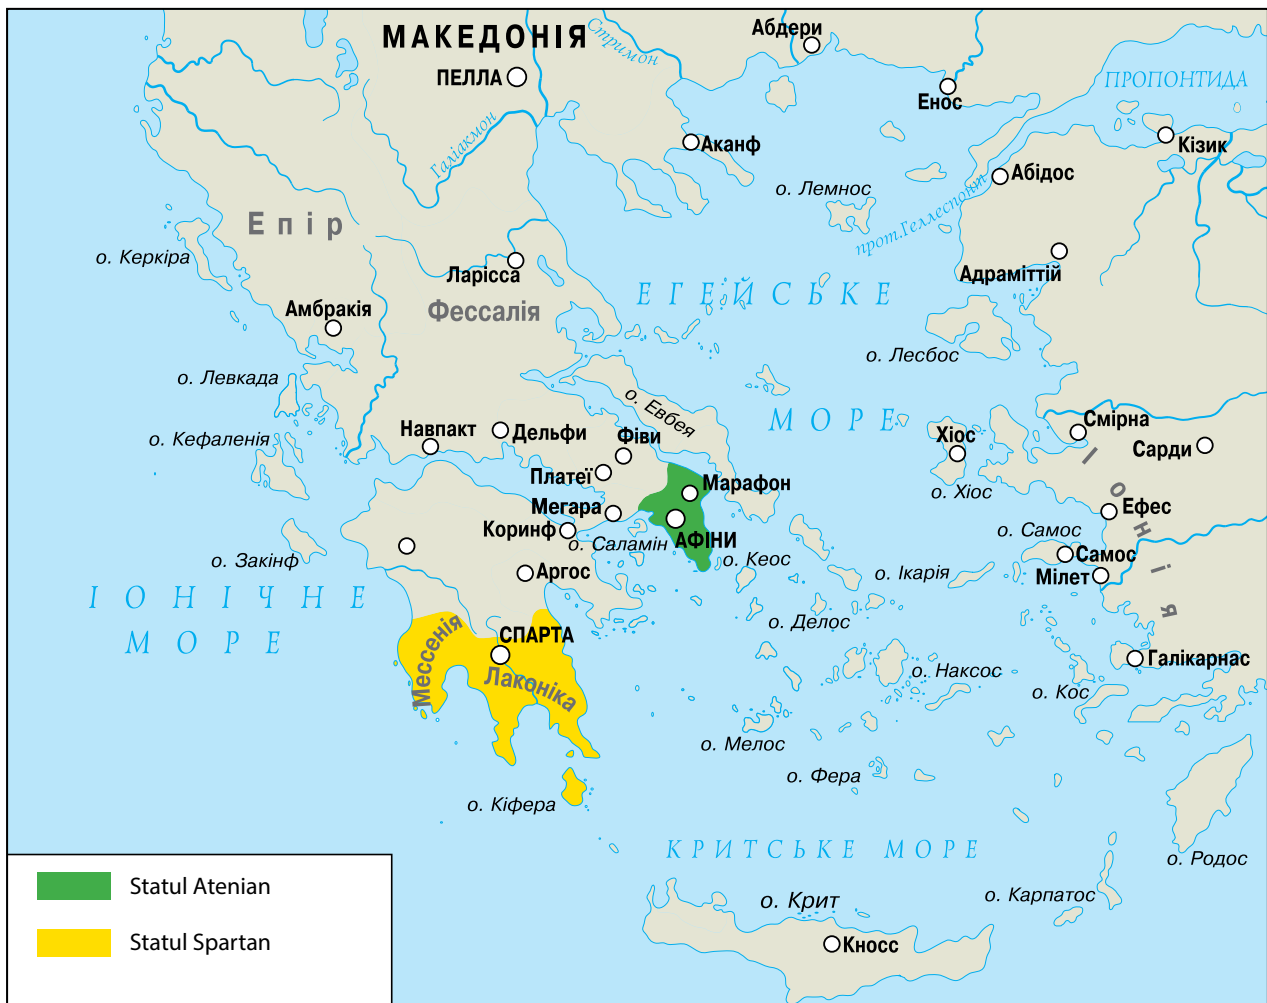 МАКЕДОНІЯ
ПЕЛЛА
Стримон
Абдери
Енос
ПРОПОНТИДА
Кізик
Галіакмон
Аканф
о. Лемнос
Абідос
прот.Геллеспонт
Епір
о. Керкіра
Ларісса
Фессалія
Адраміттій
ЕГЕЙСЬКЕ
МОРЕ
Амбракія
о. Лесбос
о. Левкада
о. Евбея
о. Кефаленія
Навпакт
Дельфи
Фіви
Платеї
Хіос
о. Хіос
Смірна
Сарди
Іонія
Марафон
Мегара
Коринф
АФІНИ
о. Саламін
Ефес
о. Самос
Самос
Мілет
о. Закінф
Аргос
о. Кеос
о. Ікарія
ІОНІЧНЕ
МОРЕ
о. Делос
СПАРТА
Мессенія
Лаконіка
Галікарнас
о. Наксос
о. Кос
о. Мелос
о. Фера
о. Кіфера
КРИТСЬКЕ МОРЕ
о. Родос
о. Карпатос
о. Крит
Кносс
Statul Atenian
Statul Spartan